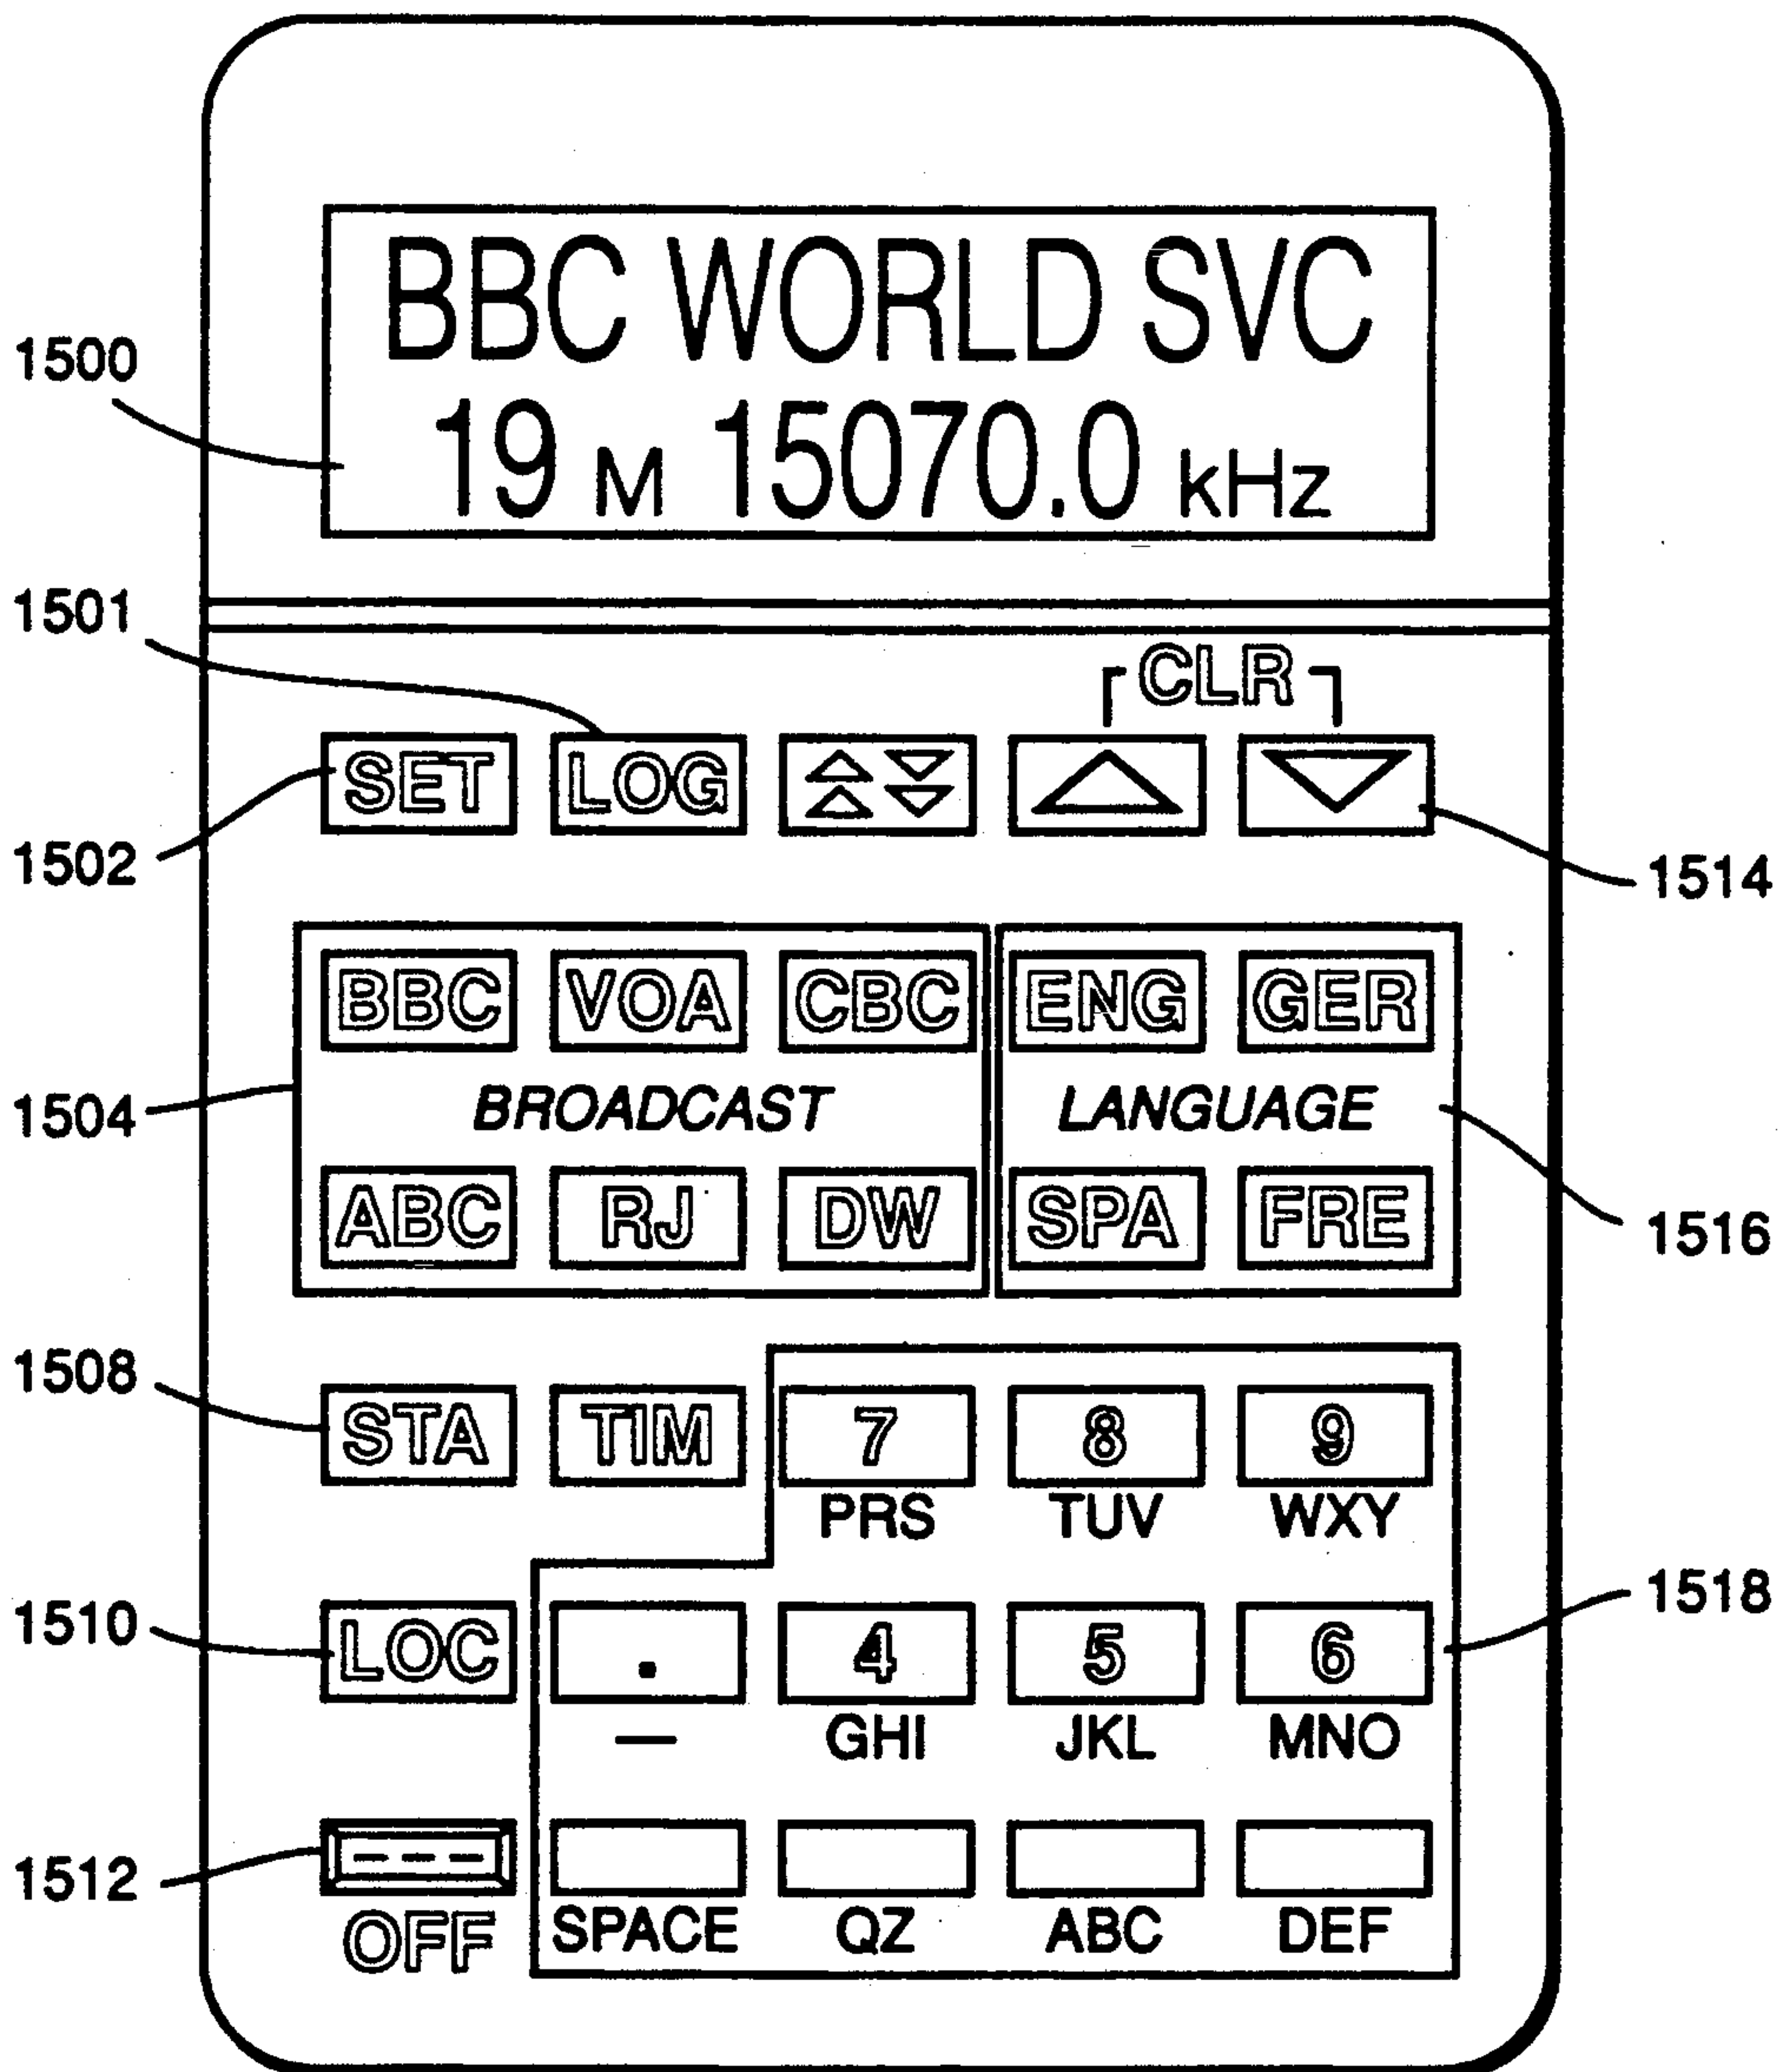 BBC WORLD SVC
1500
19 M 15070.0 kHz
1501
CLR
SET LOG
1502
1514
BBC VOA CBC ENG GER
1504
BROADCAST LANGUAGE
ABC RJ DW SPA FRE
1516
1508
STA TIM 7 8 9
PRS TUV WXY
1518
1510
LOC . 4 5 6
— GHI JKL MNO
1512
---
OFF SPACE QZ ABC DEF